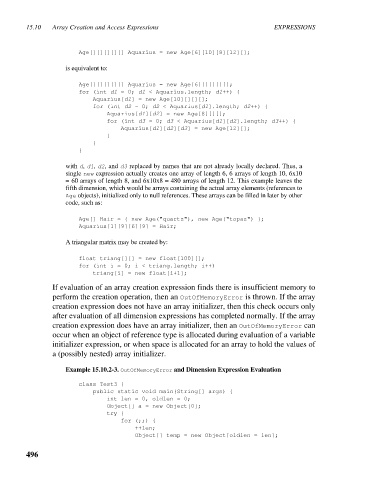 15.10 Array Creation and Access Expressions EXPRESSIONS
Age[][][][][] Aquarius = new Age[6][10][8][12][];
is equivalent to:
Age[][][][][] Aquarius = new Age[6][][][][];
for (int d1 = 0; d1 < Aquarius.length; d1++) {
Aquarius[d1] = new Age[10][][][];
for (int d2 = 0; d2 < Aquarius[d1].length; d2++) {
Aquarius[d1][d2] = new Age[8][][];
for (int d3 = 0; d3 < Aquarius[d1][d2].length; d3++) {
Aquarius[d1][d2][d3] = new Age[12][];
}
}
}
with d, d1, d2, and d3 replaced by names that are not already locally declared. Thus, a
single new expression actually creates one array of length 6, 6 arrays of length 10, 6x10
= 60 arrays of length 8, and 6x10x8 = 480 arrays of length 12. This example leaves the
fifth dimension, which would be arrays containing the actual array elements (references to
Age objects), initialized only to null references. These arrays can be filled in later by other
code, such as:
Age[] Hair = { new Age("quartz"), new Age("topaz") };
Aquarius[1][9][6][9] = Hair;
A triangular matrix may be created by:
float triang[][] = new float[100][];
for (int i = 0; i < triang.length; i++)
triang[i] = new float[i+1];
If evaluation of an array creation expression finds there is insufficient memory to
perform the creation operation, then an OutOfMemoryError is thrown. If the array
creation expression does not have an array initializer, then this check occurs only
after evaluation of all dimension expressions has completed normally. If the array
creation expression does have an array initializer, then an OutOfMemoryError can
occur when an object of reference type is allocated during evaluation of a variable
initializer expression, or when space is allocated for an array to hold the values of
a (possibly nested) array initializer.
Example 15.10.2-3. OutOfMemoryError and Dimension Expression Evaluation
class Test3 {
public static void main(String[] args) {
int len = 0, oldlen = 0;
Object[] a = new Object[0];
try {
for (;;) {
++len;
Object[] temp = new Object[oldlen = len];
496